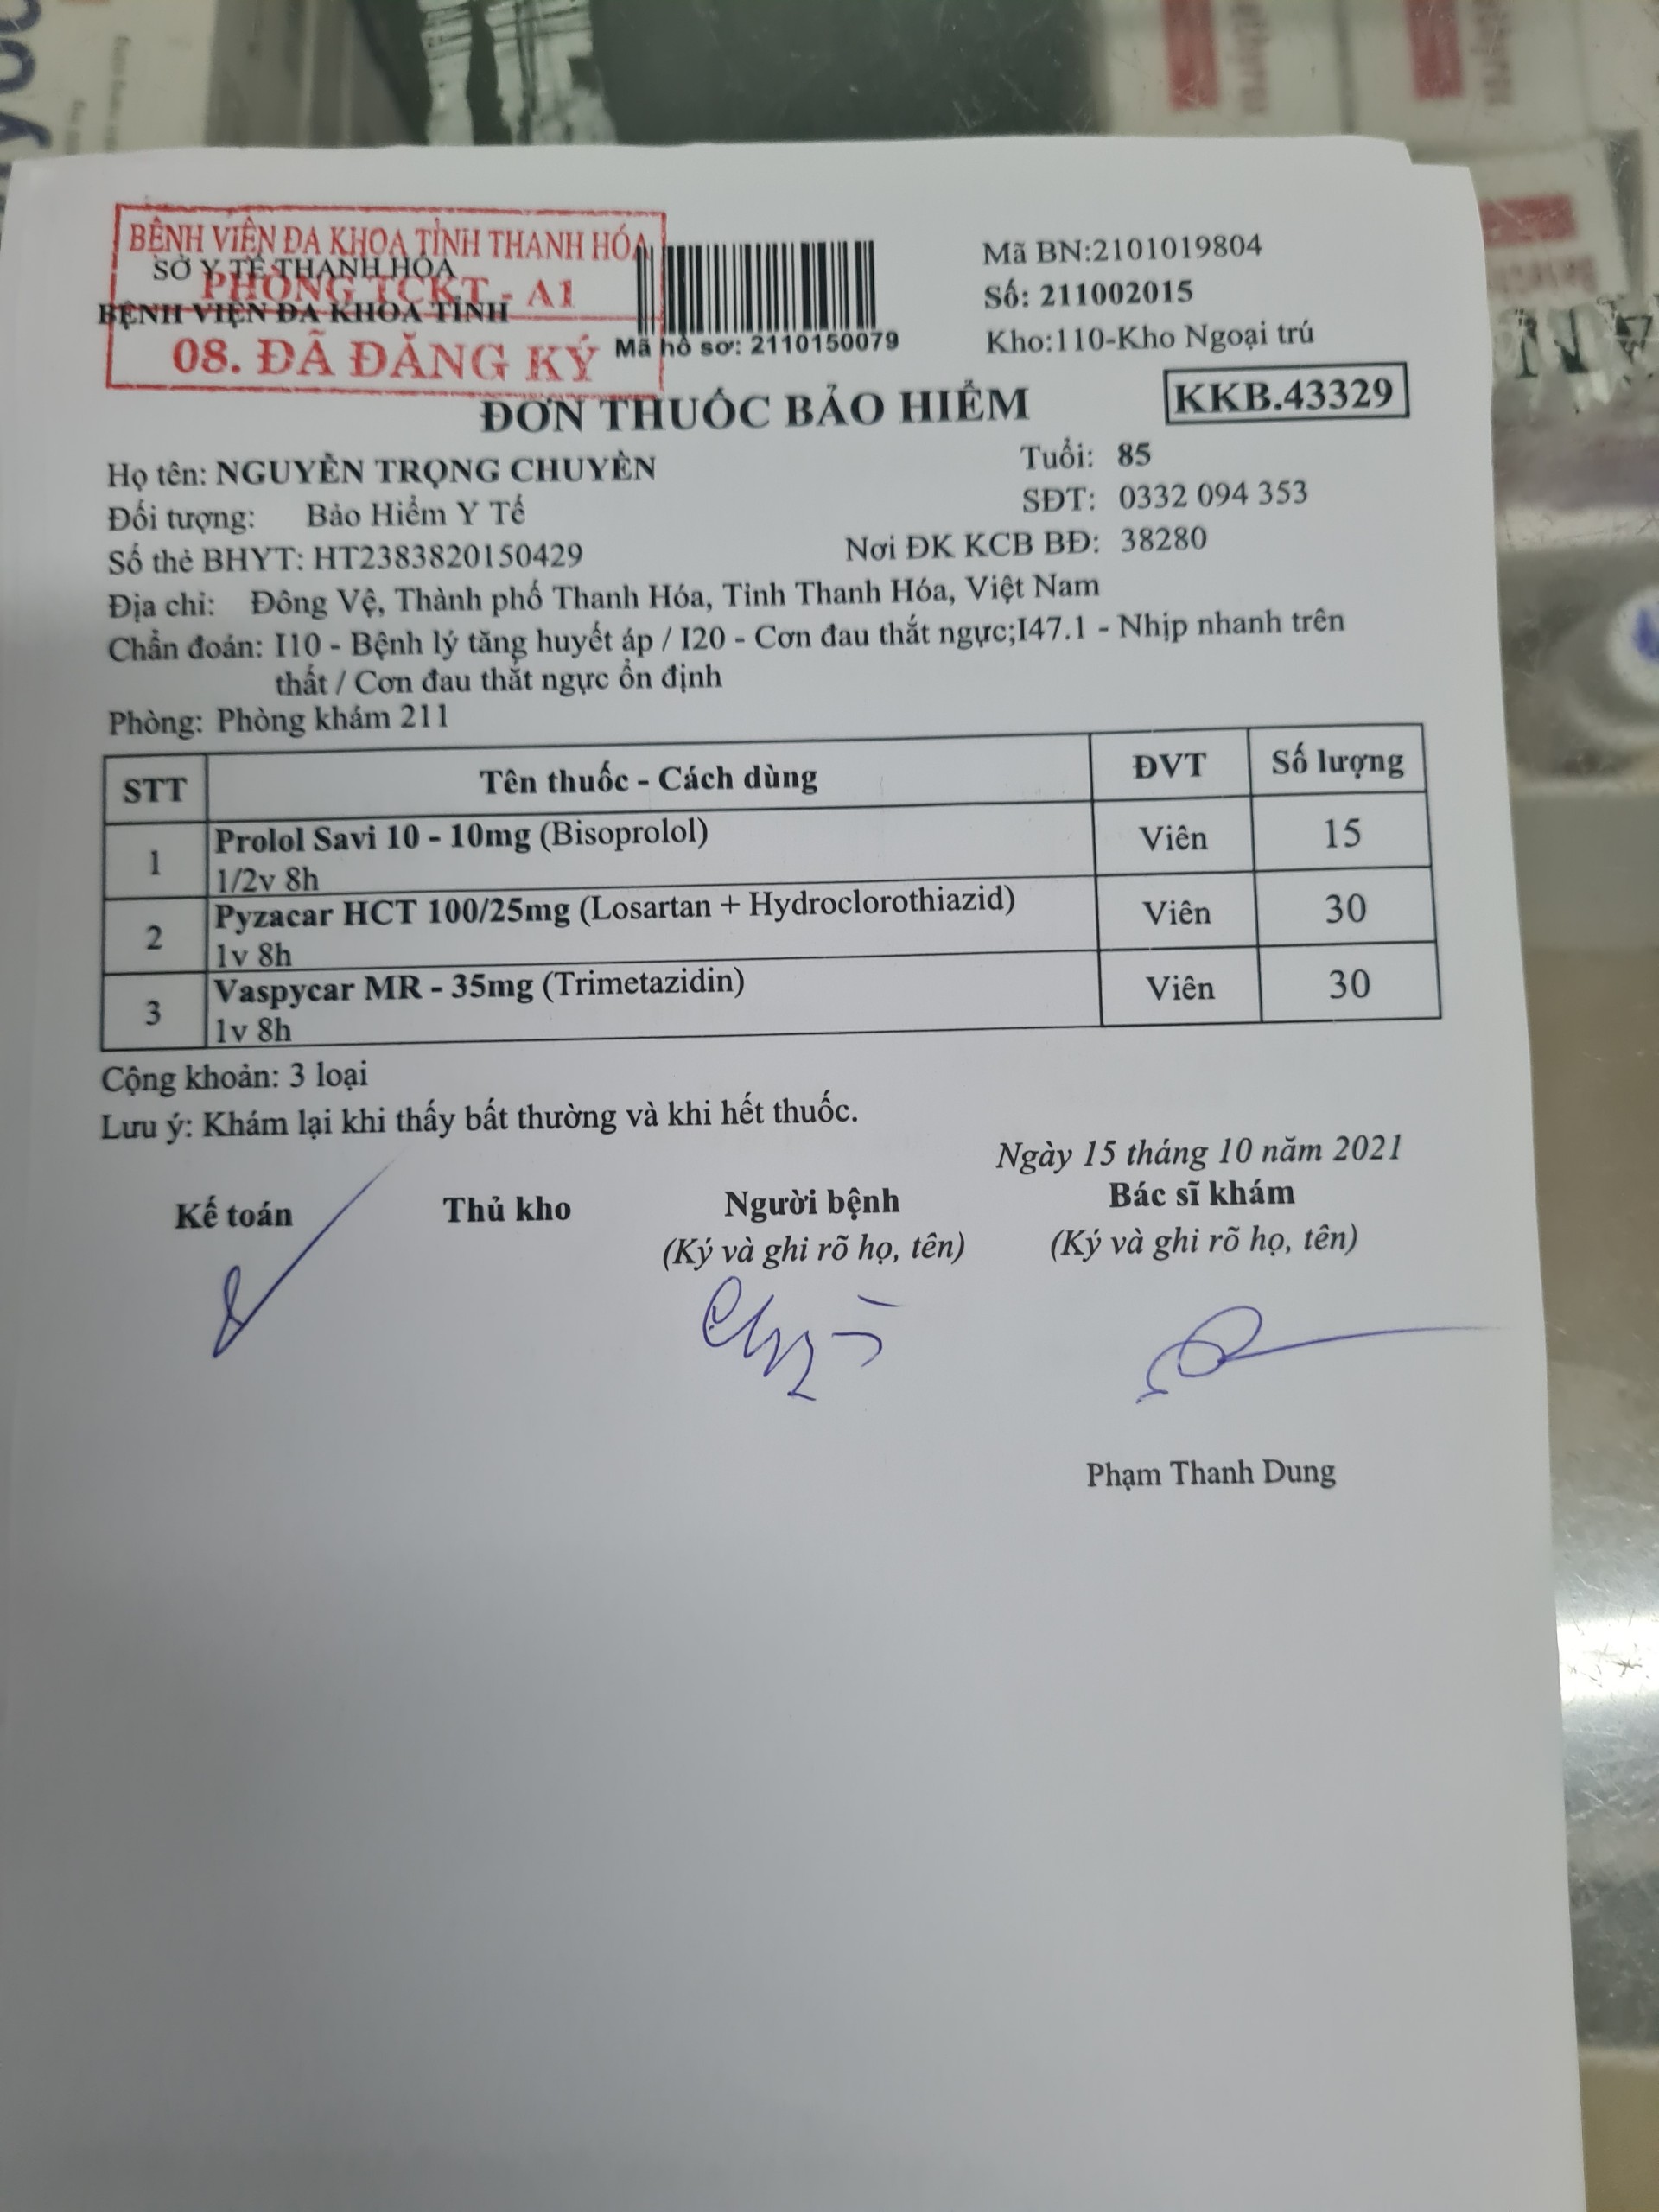 BỆNH VIỆN ĐA KHOA TỈNH THANH HÓA
SỞ Y TẾ THANH HÓA
PHÒNG TCKT - A1
BỆNH VIỆN ĐA KHOA TỈNH
08. ĐÃ ĐĂNG KÝ
Mã hồ sơ: 2110150079
Mã BN:2101019804
Số: 211002015
Kho:110-Kho Ngoại trú
KKB.43329
ĐƠN THUỐC BẢO HIỂM
Họ tên: NGUYỄN TRỌNG CHUYÊN Tuổi: 85
Đối tượng: Bảo Hiểm Y Tế SĐT: 0332 094 353
Số thẻ BHYT: HT2383820150429 Nơi ĐK KCB BĐ: 38280
Địa chỉ: Đông Vệ, Thành phố Thanh Hóa, Tỉnh Thanh Hóa, Việt Nam
Chẩn đoán: I10 - Bệnh lý tăng huyết áp / I20 - Cơn đau thắt ngực;I47.1 - Nhịp nhanh trên
thất / Cơn đau thắt ngực ổn định
Phòng: Phòng khám 211
STT Tên thuốc - Cách dùng ĐVT Số lượng
1 Prolol Savi 10 - 10mg (Bisoprolol) Viên 15
1/2v 8h
2 Pyzacar HCT 100/25mg (Losartan + Hydroclorothiazid) Viên 30
1v 8h
3 Vaspycar MR - 35mg (Trimetazidin) Viên 30
1v 8h
Cộng khoản: 3 loại
Lưu ý: Khám lại khi thấy bất thường và khi hết thuốc.
Ngày 15 tháng 10 năm 2021
Kế toán Thủ kho Người bệnh Bác sĩ khám
(Ký và ghi rõ họ, tên) (Ký và ghi rõ họ, tên)
Phạm Thanh Dung